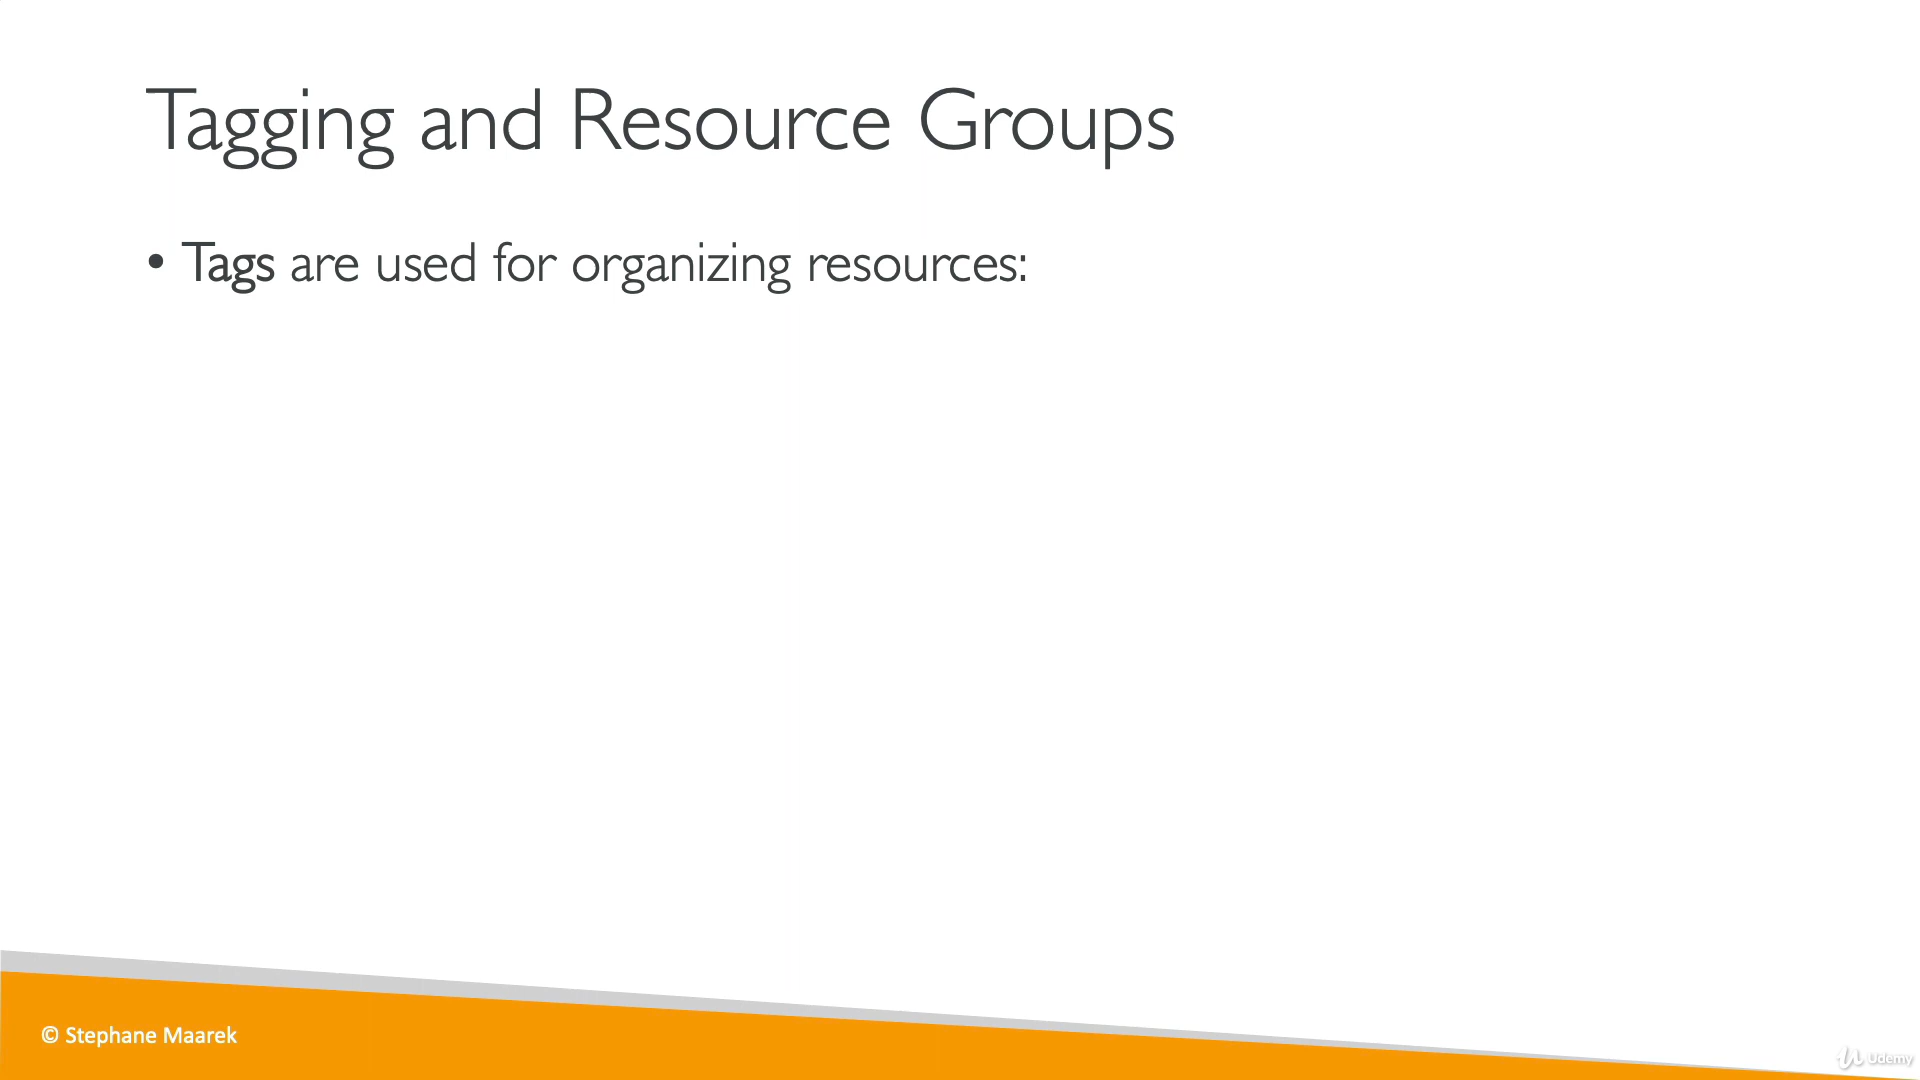 Tagging and Resource Groups
• Tags are used for organizing resources:
© Stephane Maarek
Udemy